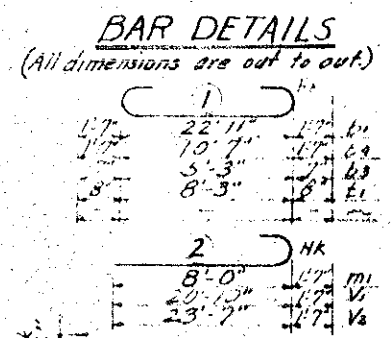 BAR DETAILS
(All dimensions are out to out.)
1
1'-7" 22'-11" 1'-7" b1
1'-7" 10'-7" 1'-7"
5'-3" 7" b3
8" 8'-3" 8" t1
2 HK
8'-0" 1'-7" m1
1'-7" V1
23'-7" 1'-7"